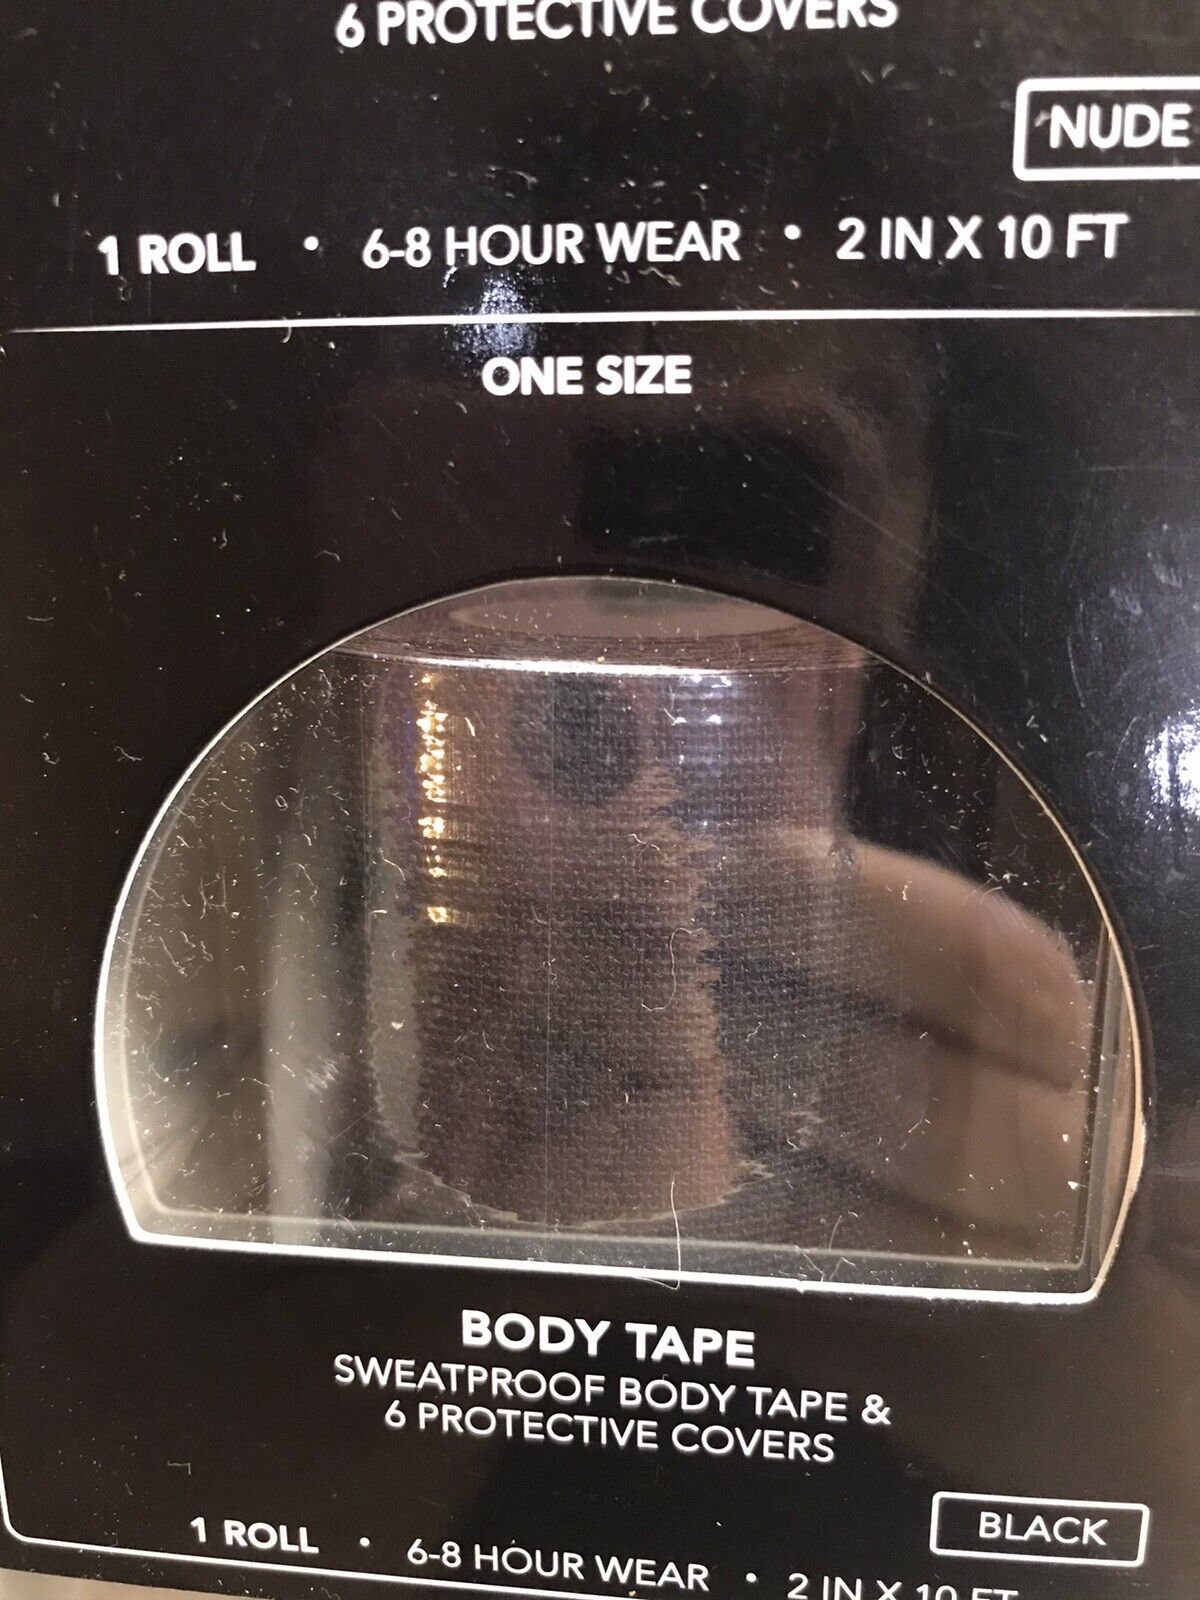 6 PROTECTIVE COVERS
NUDE
1 ROLL • 6-8 HOUR WEAR • 2 IN X 10 FT
ONE SIZE
BODY TAPE
SWEATPROOF BODY TAPE &
6 PROTECTIVE COVERS
BLACK
1 ROLL • 6-8 HOUR WEAR • 2 IN X 10 FT